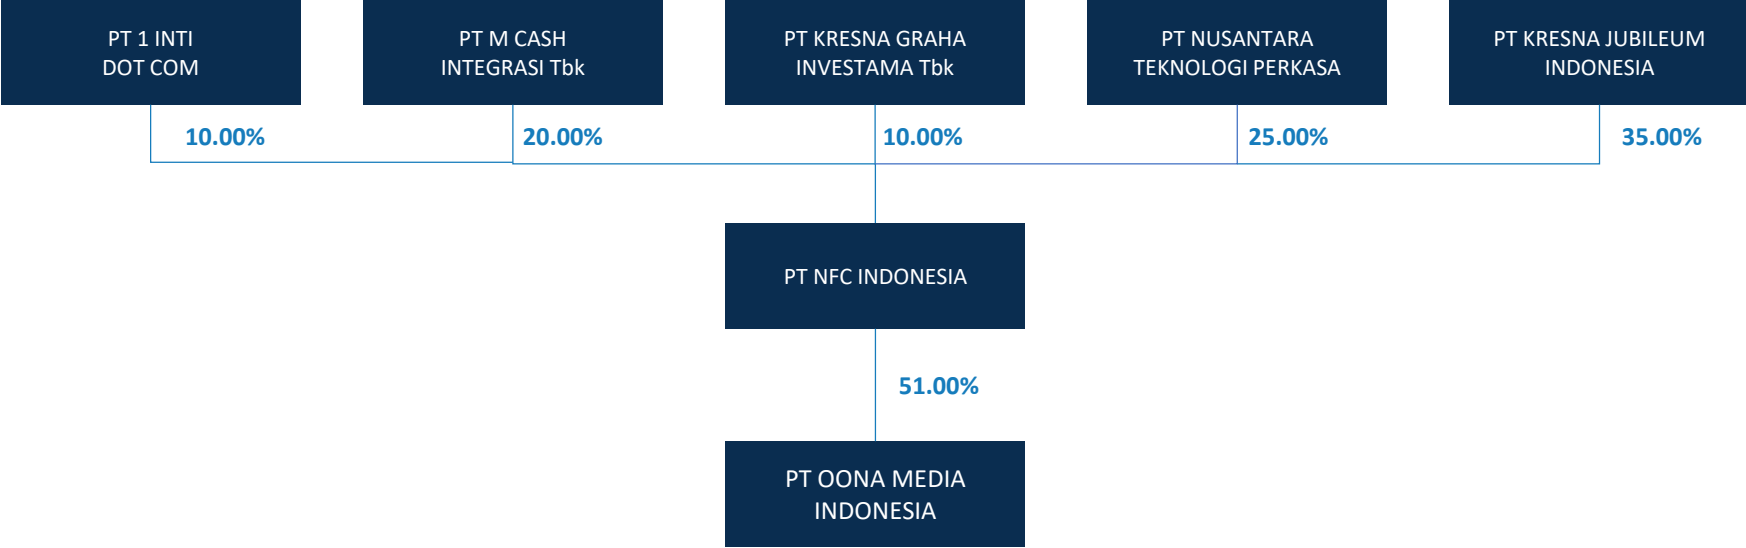 PT 1 INTI
DOT COM
PT M CASH
INTEGRASI Tbk
PT KRESNA GRAHA
INVESTAMA Tbk
PT NUSANTARA
TEKNOLOGI PERKASA
PT KRESNA JUBILEUM
INDONESIA
10.00%
20.00%
10.00%
25.00%
35.00%
PT NFC INDONESIA
51.00%
PT OONA MEDIA
INDONESIA